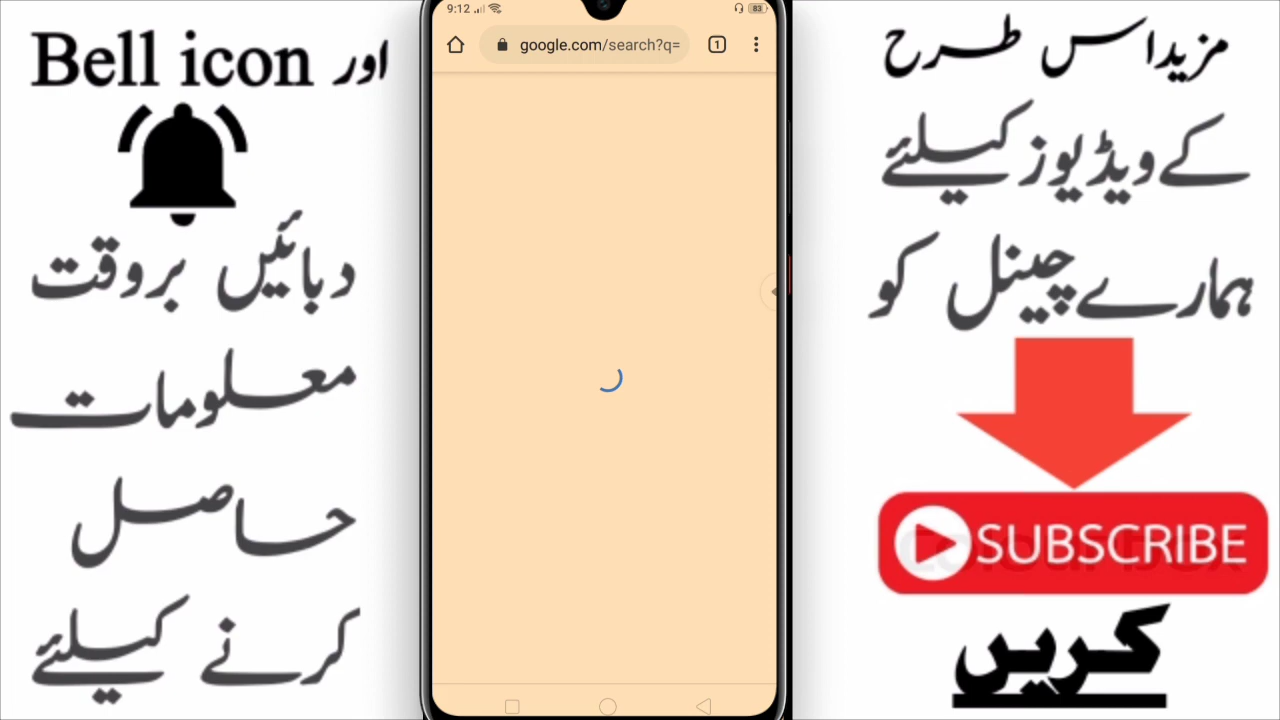 مزید اس طرح
کے ویڈیوز کیلئے
ہمارے چینل کو
SUBSCRIBE
کریں
اور Bell icon
دبائیں بروقت
معلومات
حاصل
کرنے کیلئے
9:12
83
google.com/search?q=
1